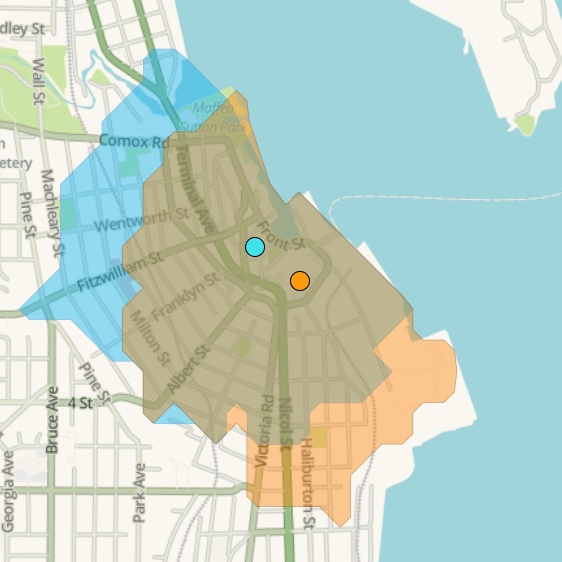 dley St
Wall St
Maffeo
Sutton Park
Comox Rd
etery
Terminal Ave
Machleary St
Pine St
Wentworth St
Front St
Fitzwilliam St
Franklyn St
Milton St
Albert St
Pine St
4 St
Bruce Ave
Victoria Rd
Nicol St
Haliburton St
Park Ave
Georgia Ave